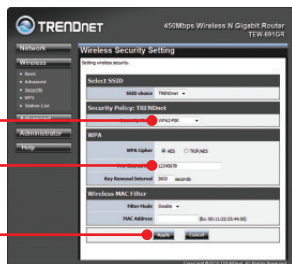 TRENDNET
450Mbps Wireless N Gigabit Router
TEW-691GR
Network
Wireless
Basic
Advanced
Security
WPS
Station List
Administrator
Help
Wireless Security Setting
Setting wireless security.
Select SSID
SSID choice TRENDnet
Security Policy: TRENDnet
WPA2-PSK
WPA
WPA Cipher AES TKIP/AES
12345678
Key Renewal Interval 3600 seconds
Wireless MAC Filter
Filter Mode Disable
MAC Address
Apply Cancel